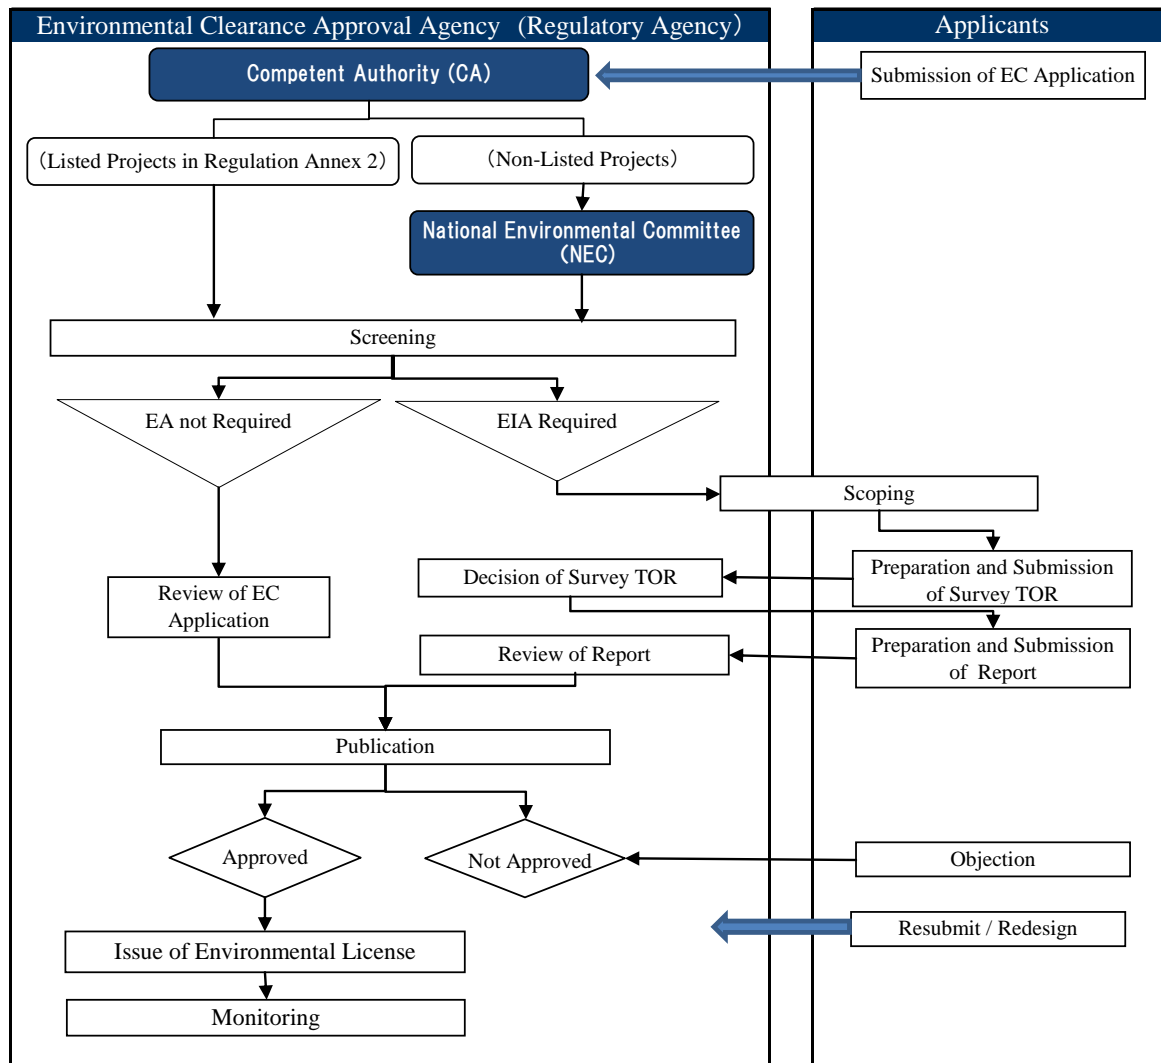 Environmental Clearance Approval Agency (Regulatory Agency)
Applicants
Competent Authority (CA)
Submission of EC Application
(Listed Projects in Regulation Annex 2)
(Non-Listed Projects)
National Environmental Committee
(NEC)
Screening
EA not Required
EIA Required
Scoping
Decision of Survey TOR
Preparation and Submission
of Survey TOR
Review of EC
Application
Review of Report
Preparation and Submission
of Report
Publication
Approved
Not Approved
Objection
Resubmit / Redesign
Issue of Environmental License
Monitoring